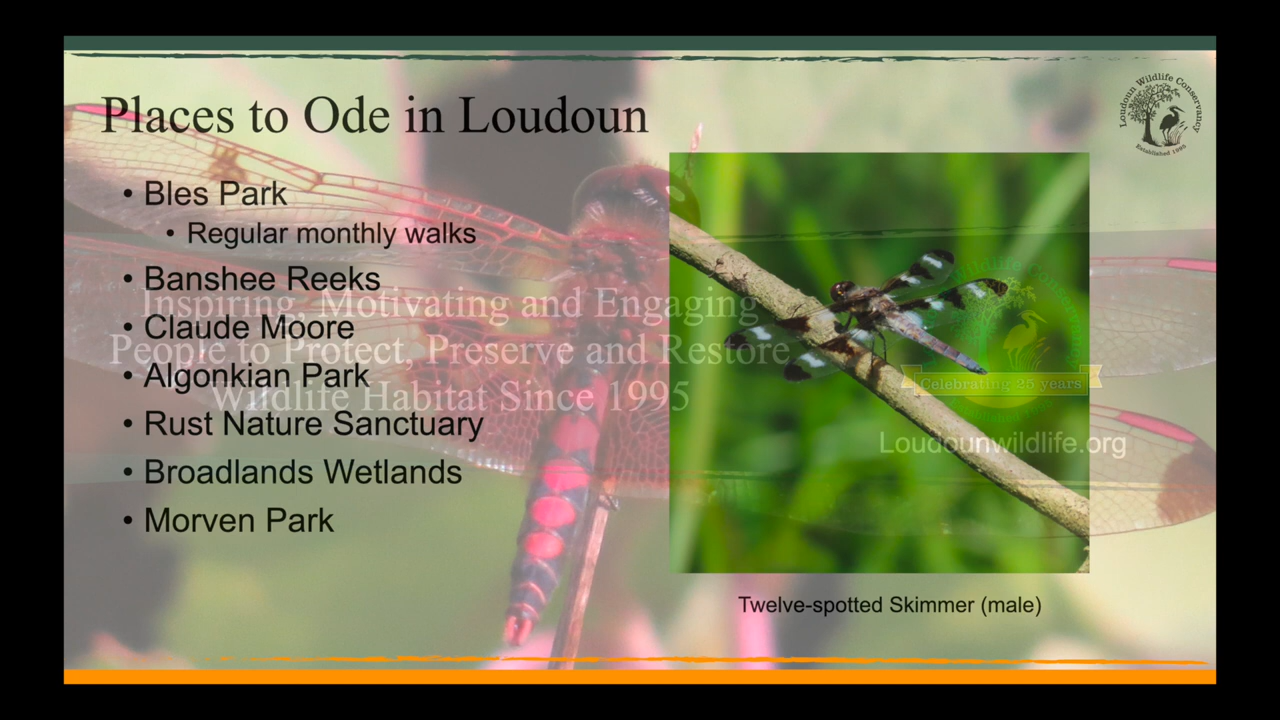 Places to Ode in Loudoun
Loudoun Wildlife Conservancy
Established 1995
• Bles Park
• Regular monthly walks
• Banshee Reeks
• Claude Moore
• Algonkian Park
• Rust Nature Sanctuary
• Broadlands Wetlands
• Morven Park
Inspiring, Motivating and Engaging
People to Protect, Preserve and Restore
Wildlife Habitat Since 1995
Celebrating 25 years
Loudounwildlife.org
Twelve-spotted Skimmer (male)